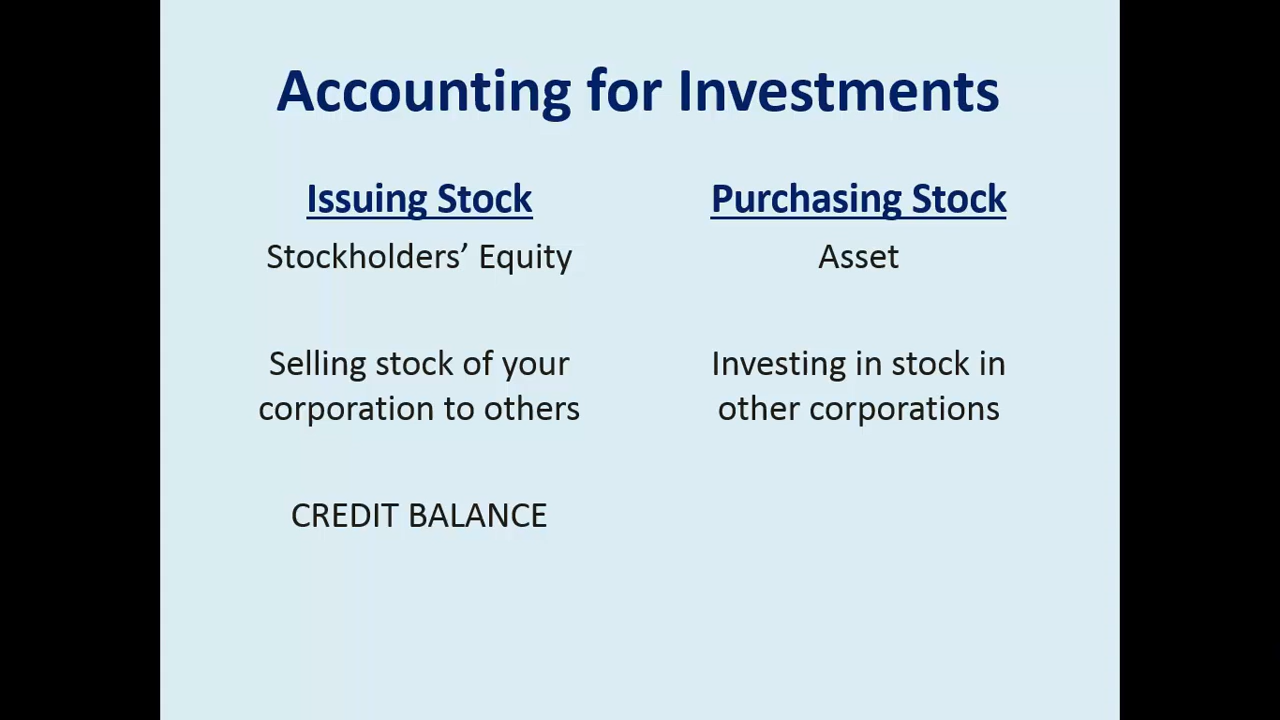 Accounting for Investments
Issuing Stock
Stockholders’ Equity
Selling stock of your
corporation to others
CREDIT BALANCE
Purchasing Stock
Asset
Investing in stock in
other corporations